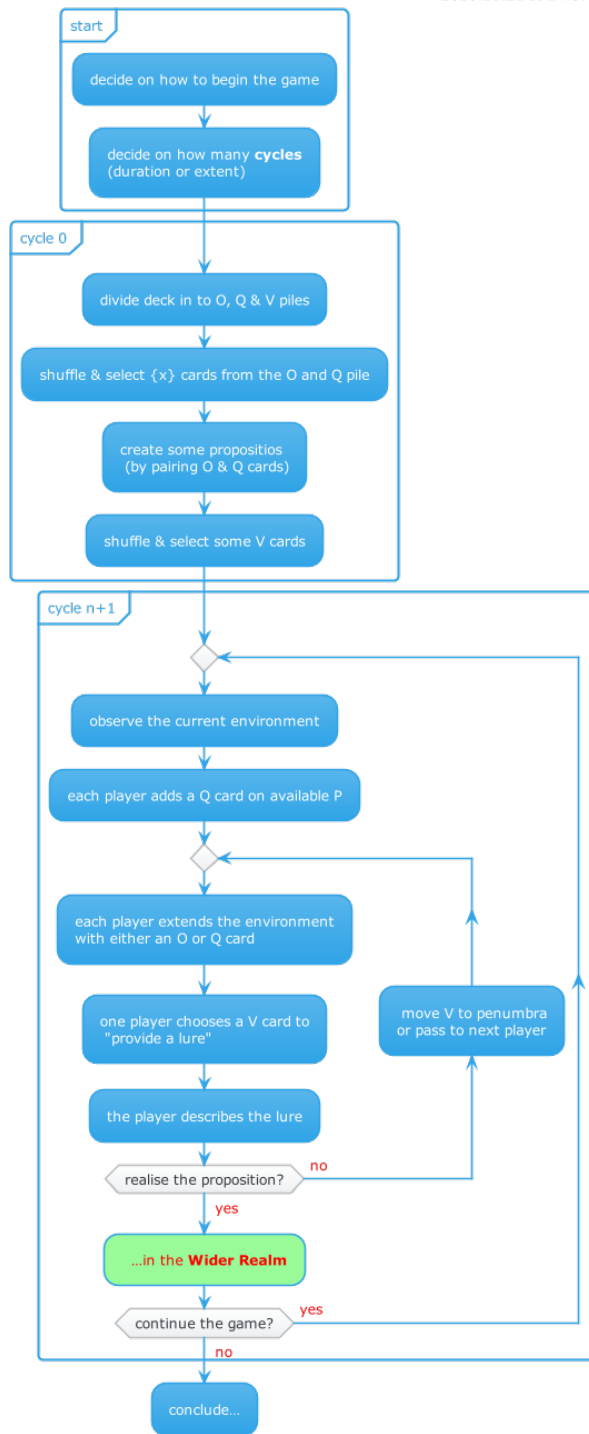 start
decide on how to begin the game
decide on how many cycles
(duration or extent)
cycle 0
divide deck in to O, Q & V piles
shuffle & select {x} cards from the O and Q pile
create some propositios
(by pairing O & Q cards)
shuffle & select some V cards
cycle n+1
observe the current environment
each player adds a Q card on available P
each player extends the environment
with either an O or Q card
one player chooses a V card to
"provide a lure"
move V to penumbra
or pass to next player
the player describes the lure
realise the proposition?
no
yes
...in the Wider Realm
continue the game?
yes
no
conclude...